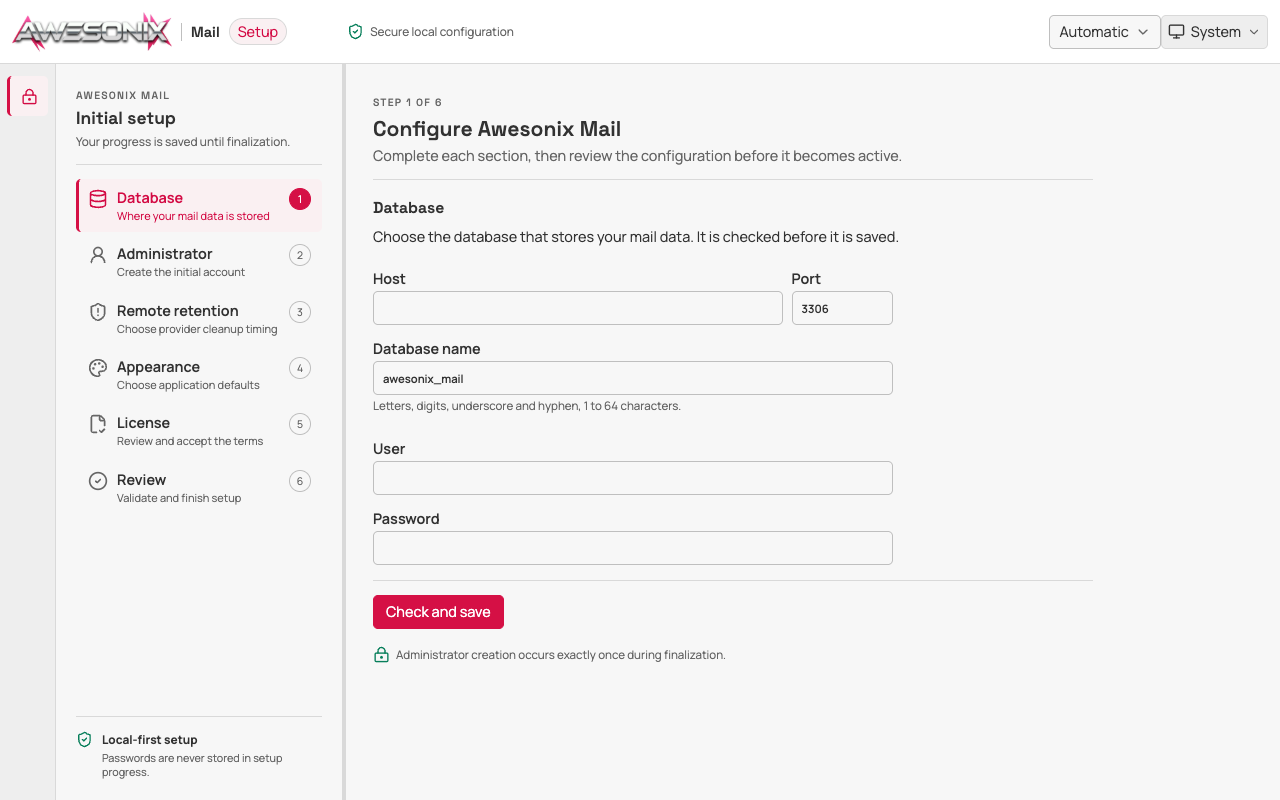 AWESONIX
Mail
Setup
Secure local configuration
Automatic
System
AWESONIX MAIL
Initial setup
Your progress is saved until finalization.
Database
1
Where your mail data is stored
Administrator
2
Create the initial account
Remote retention
3
Choose provider cleanup timing
Appearance
4
Choose application defaults
License
5
Review and accept the terms
Review
6
Validate and finish setup
Local-first setup
Passwords are never stored in setup
progress.
STEP 1 OF 6
Configure Awesonix Mail
Complete each section, then review the configuration before it becomes active.
Database
Choose the database that stores your mail data. It is checked before it is saved.
Host
Port
3306
Database name
awesonix_mail
Letters, digits, underscore and hyphen, 1 to 64 characters.
User
Password
Check and save
Administrator creation occurs exactly once during finalization.